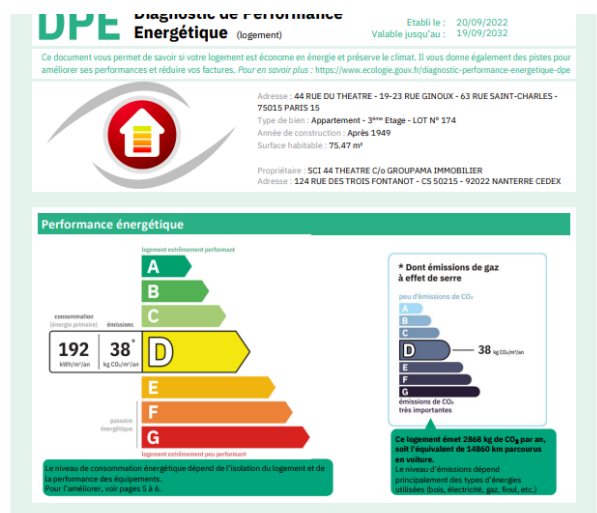 DPE
Diagnostic de Performance
Energétique (logement)
Etabli le : 20/09/2022
Valable jusqu'au : 19/09/2032
Ce document vous permet de savoir si votre logement est économe en énergie et préserve le climat. Il vous donne également des pistes pour
améliorer ses performances et réduire vos factures. Pour en savoir plus : https://www.ecologie.gouv.fr/diagnostic-performance-energetique-dpe
Adresse : 44 RUE DU THEATRE - 19-23 RUE GINOUX - 63 RUE SAINT-CHARLES -
75015 PARIS 15
Type de bien : Appartement - 3ème Etage - LOT N° 174
Année de construction : Après 1949
Surface habitable : 75.47 m²
Propriétaire : SCI 44 THEATRE C/o GROUPAMA IMMOBILIER
Adresse : 124 RUE DES TROIS FONTANOT - CS 50215 - 92022 NANTERRE CEDEX
Performance énergétique
logement extrêmement performant
A
B
C
consommation
(énergie primaire)
émissions
192
kWh/m²/an
38*
kg CO₂/m²/an
D
E
F
G
passoire
énergétique
logement extrêmement peu performant
Le niveau de consommation énergétique dépend de l'isolation du logement et de
la performance des équipements.
Pour l'améliorer, voir pages 5 à 6.
* Dont émissions de gaz
à effet de serre
peu d'émissions de CO₂
A
B
C
D
38 kg CO₂/m²/an
E
F
G
émissions de CO₂
très importantes
Ce logement émet 2868 kg de CO₂ par an,
soit l'équivalent de 14860 km parcourus
en voiture.
Le niveau d'émissions dépend
principalement des types d'énergies
utilisées (bois, électricité, gaz, fioul, etc.)